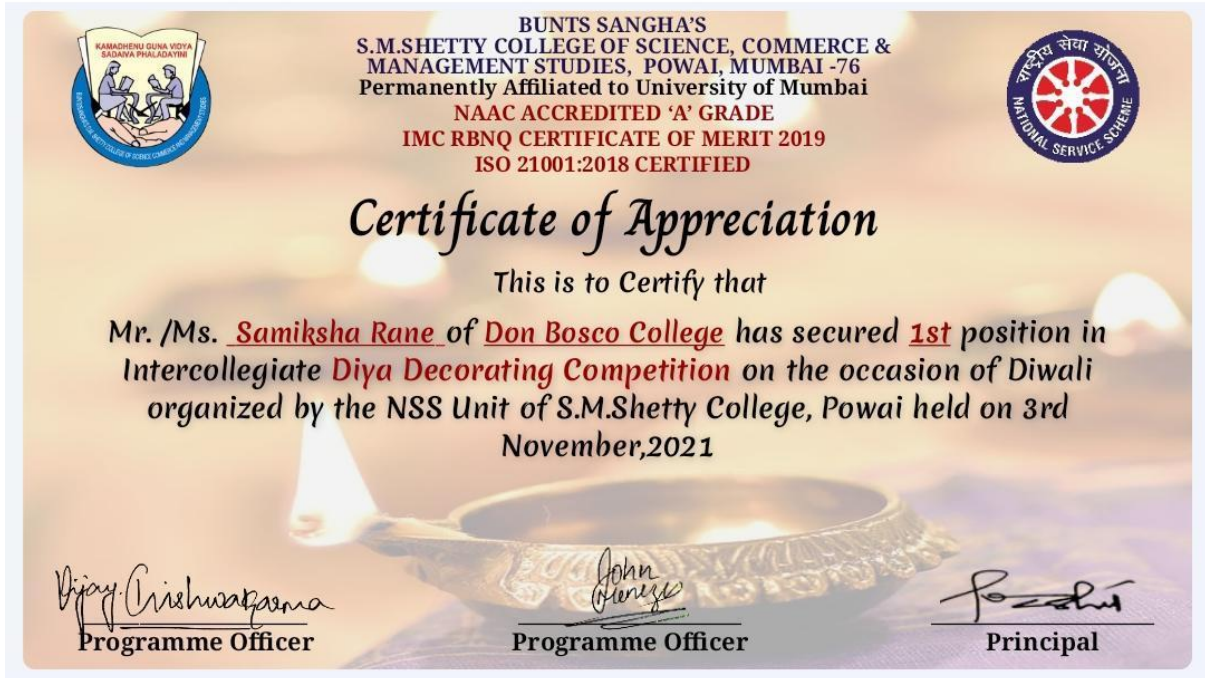 KAMADHENU GUNA VIDYA
SADAIVA PHALADAYINI
BUNTS SANGHA’S
S.M.SHETTY COLLEGE OF SCIENCE, COMMERCE &
MANAGEMENT STUDIES, POWAI, MUMBAI -76
Permanently Affiliated to University of Mumbai
NAAC ACCREDITED ‘A’ GRADE
IMC RBNQ CERTIFICATE OF MERIT 2019
ISO 21001:2018 CERTIFIED
राष्ट्रीय सेवा योजना
NATIONAL SERVICE SCHEME
Certificate of Appreciation
This is to Certify that
Mr. /Ms. Samiksha Rane of Don Bosco College has secured 1st position in
Intercollegiate Diya Decorating Competition on the occasion of Diwali
organized by the NSS Unit of S.M.Shetty College, Powai held on 3rd
November,2021
Vijay.
John
Programme Officer
Programme Officer
Principal